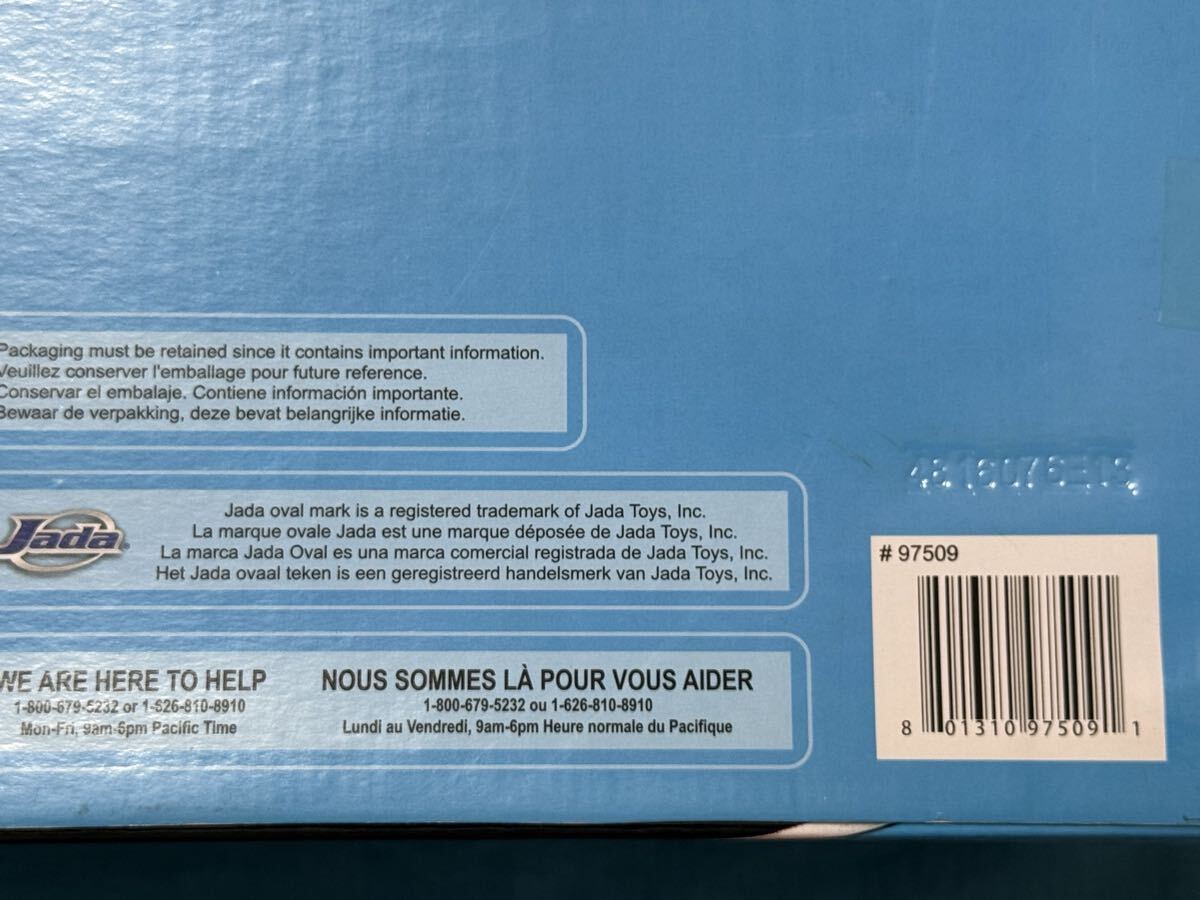 Packaging must be retained since it contains important information.
Veuillez conserver l'emballage pour future reference.
Conservar el embalaje. Contiene información importante.
Bewaar de verpakking, deze bevat belangrijke informatie.
Jada
Jada oval mark is a registered trademark of Jada Toys, Inc.
La marque ovale Jada est une marque déposée de Jada Toys, Inc.
La marca Jada Oval es una marca comercial registrada de Jada Toys, Inc.
Het Jada ovaal teken is een geregistreerd handelsmerk van Jada Toys, Inc.
WE ARE HERE TO HELP
1-800-679-5232 or 1-626-810-8910
Mon-Fri, 9am-6pm Pacific Time
NOUS SOMMES LÀ POUR VOUS AIDER
1-800-679-5232 ou 1-626-810-8910
Lundi au Vendredi, 9am-6pm Heure normale du Pacifique
# 97509
8 01310 97509 1